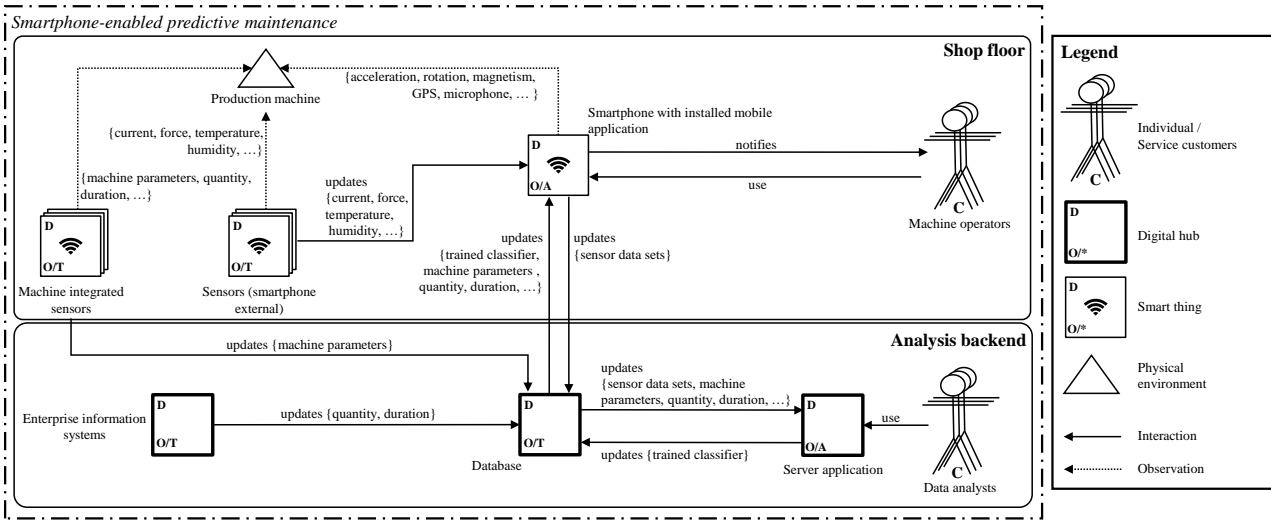 Smartphone-enabled predictive maintenance
Shop floor
Production machine
{acceleration, rotation, magnetism,
GPS, microphone, … }
{current, force, temperature,
humidity, …}
{machine parameters, quantity,
duration, …}
D
O/T
Machine integrated
sensors
D
O/T
Sensors (smartphone
external)
updates
{current, force,
temperature,
humidity, …}
Smartphone with installed mobile
application
D
O/A
notifies
use
C
Machine operators
updates
{trained classifier,
machine parameters ,
quantity, duration, …}
updates
{sensor data sets}
Analysis backend
updates {machine parameters}
Enterprise information
systems
D
O/T
updates {quantity, duration}
D
O/T
Database
updates
{sensor data sets, machine
parameters, quantity, duration, …}
updates {trained classifier}
D
O/A
Server application
use
C
Data analysts
Legend
C
Individual /
Service customers
D
O/*
Digital hub
D
O/*
Smart thing
Physical
environment
Interaction
Observation